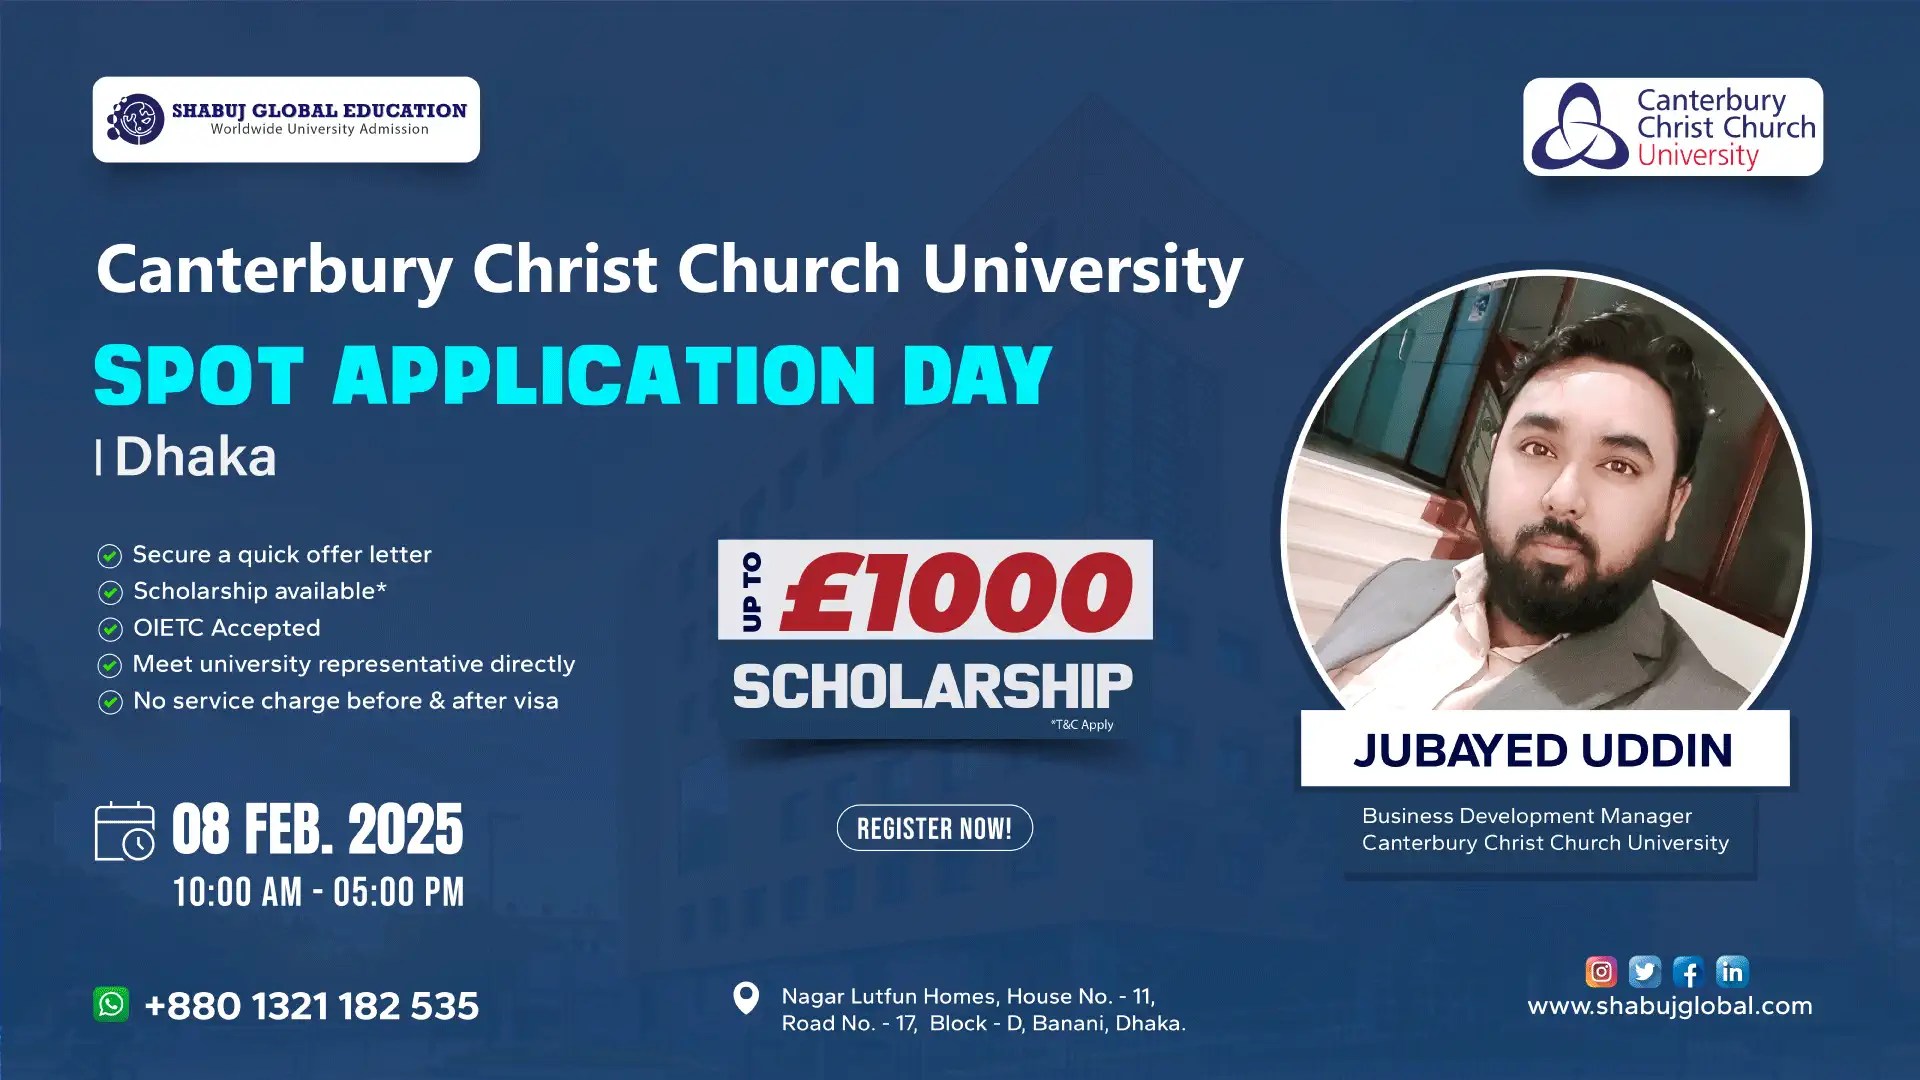 SHABUJ GLOBAL EDUCATION
Worldwide University Admission
Canterbury
Christ Church
University
Canterbury Christ Church University
SPOT APPLICATION DAY
| Dhaka
Secure a quick offer letter
Scholarship available*
OIETC Accepted
Meet university representative directly
No service charge before & after visa
UP TO
£1000
SCHOLARSHIP
*T&C Apply
JUBAYED UDDIN
Business Development Manager
Canterbury Christ Church University
08 FEB. 2025
10:00 AM - 05:00 PM
REGISTER NOW!
+880 1321 182 535
Nagar Lutfun Homes, House No. - 11,
Road No. - 17, Block - D, Banani, Dhaka.
www.shabujglobal.com